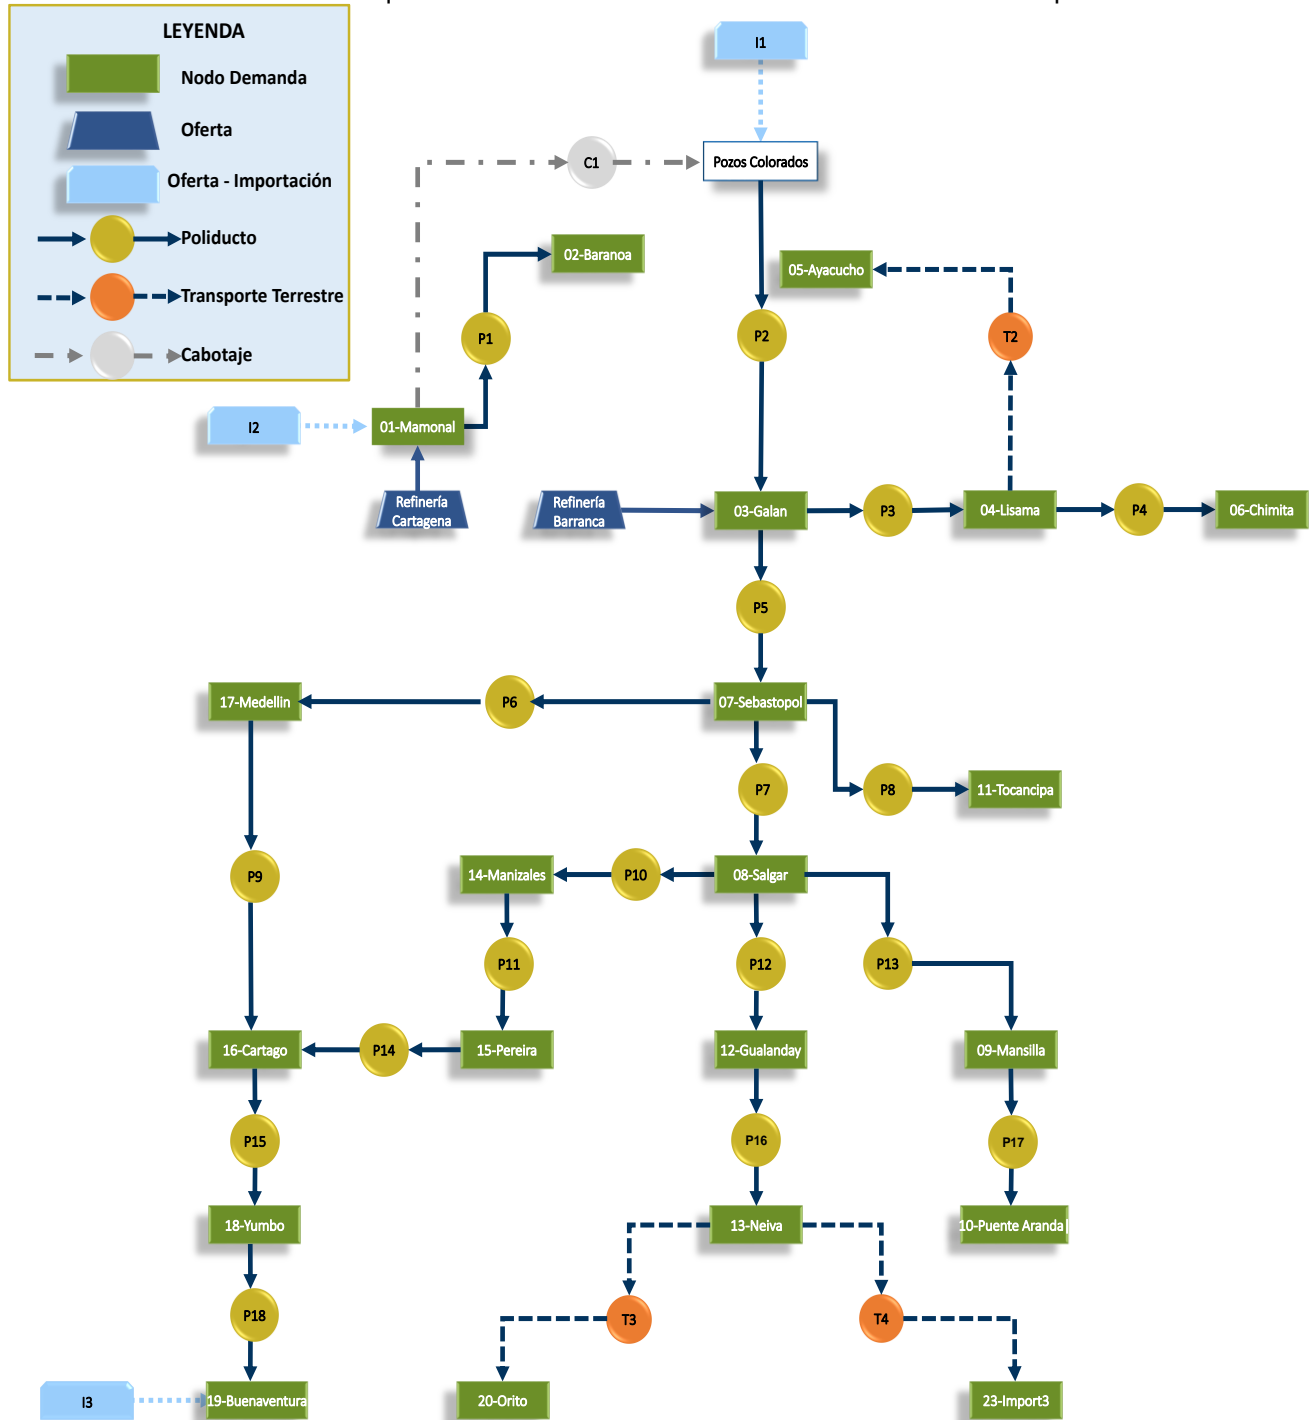 LEYENDA
Nodo Demanda
Oferta
Oferta - Importación
Poliducto
Transporte Terrestre
Cabotaje
I1
C1
Pozos Colorados
02-Baranoa
05-Ayacucho
P1
P2
T2
I2
01-Mamonal
Refinería
Cartagena
Refinería
Barranca
03-Galan
P3
04-Lisama
P4
06-Chimita
P5
17-Medellin
P6
07-Sebastopol
P7
P8
11-Tocancipa
P9
14-Manizales
P10
08-Salgar
P11
P12
P13
16-Cartago
P14
15-Pereira
12-Gualanday
09-Mansilla
P15
P16
P17
18-Yumbo
13-Neiva
10-Puente Aranda
P18
T3
T4
I3
19-Buenaventura
20-Orito
23-Import3